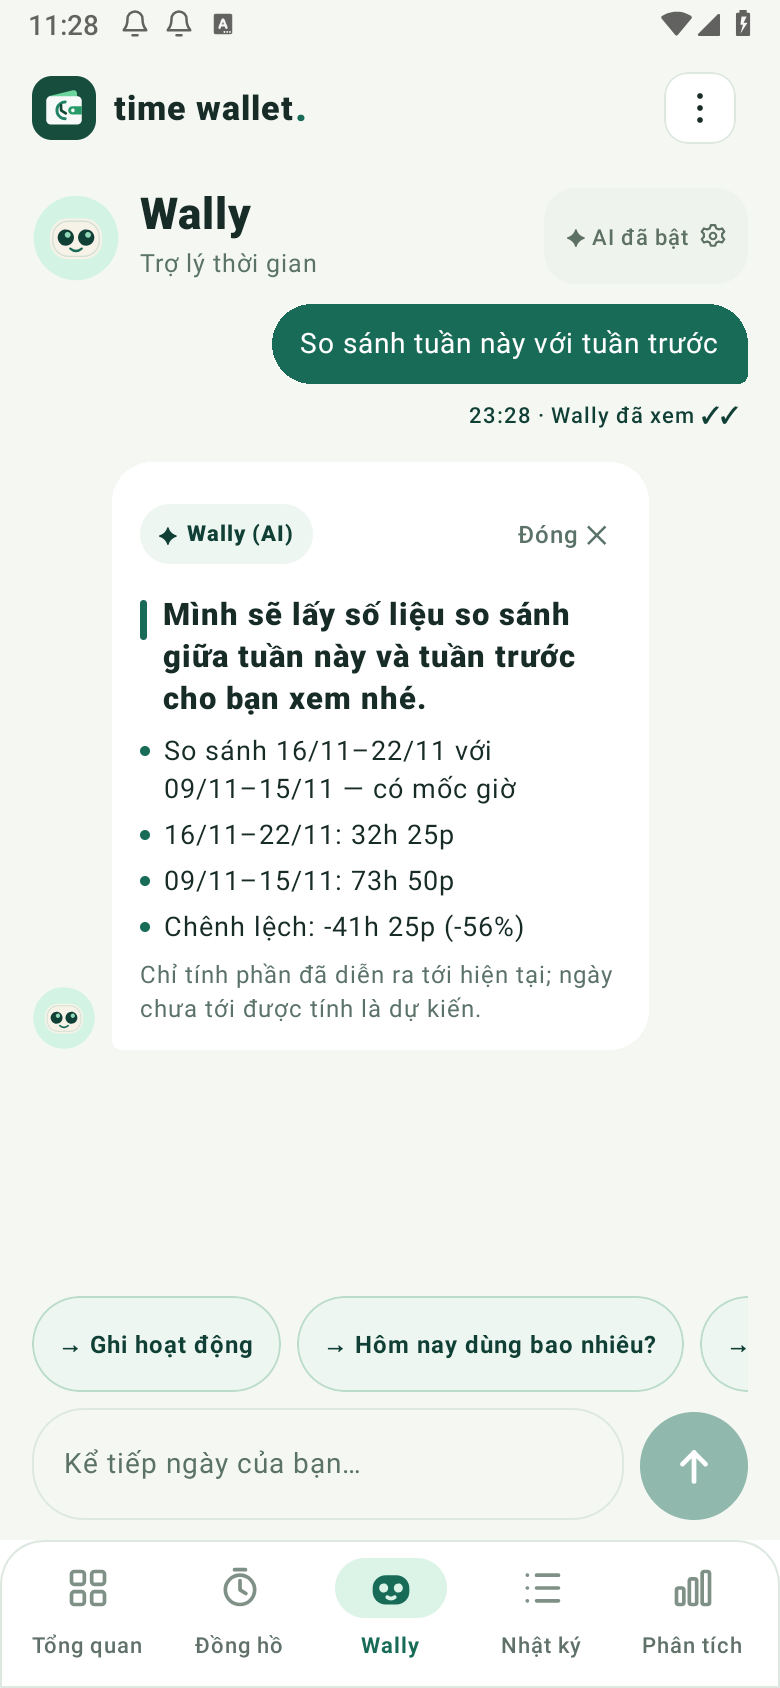 11:28
time wallet.
Wally
Trợ lý thời gian
AI đã bật
So sánh tuần này với tuần trước
23:28 · Wally đã xem ✓✓
Wally (AI)
Đóng
Mình sẽ lấy số liệu so sánh
giữa tuần này và tuần trước
cho bạn xem nhé.
• So sánh 16/11–22/11 với
09/11–15/11 — có mốc giờ
• 16/11–22/11: 32h 25p
• 09/11–15/11: 73h 50p
• Chênh lệch: -41h 25p (-56%)
Chỉ tính phần đã diễn ra tới hiện tại; ngày
chưa tới được tính là dự kiến.
→ Ghi hoạt động
→ Hôm nay dùng bao nhiêu?
→
Kể tiếp ngày của bạn…
Tổng quan
Đồng hồ
Wally
Nhật ký
Phân tích